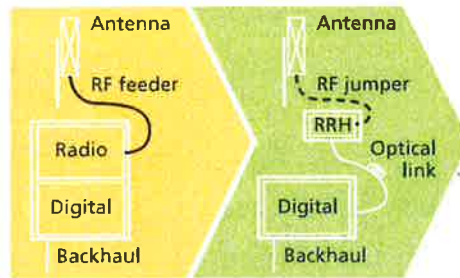 Antenna
RF feeder
Radio
Digital
Backhaul
Antenna
RF jumper
RRH
Optical
link
Digital
Backhaul